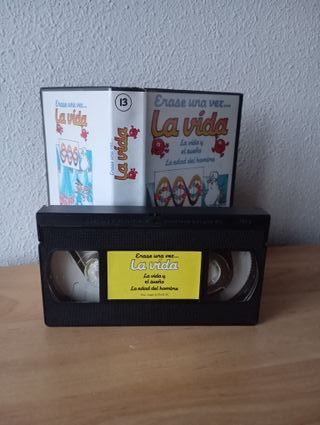 Erase una vez...
La vida
13
Erase una vez...
La vida
Erase una vez...
La vida
La vida y
el sueño
La edad del hombre
Erase una vez...
La vida
La vida y
el sueño
La edad del hombre